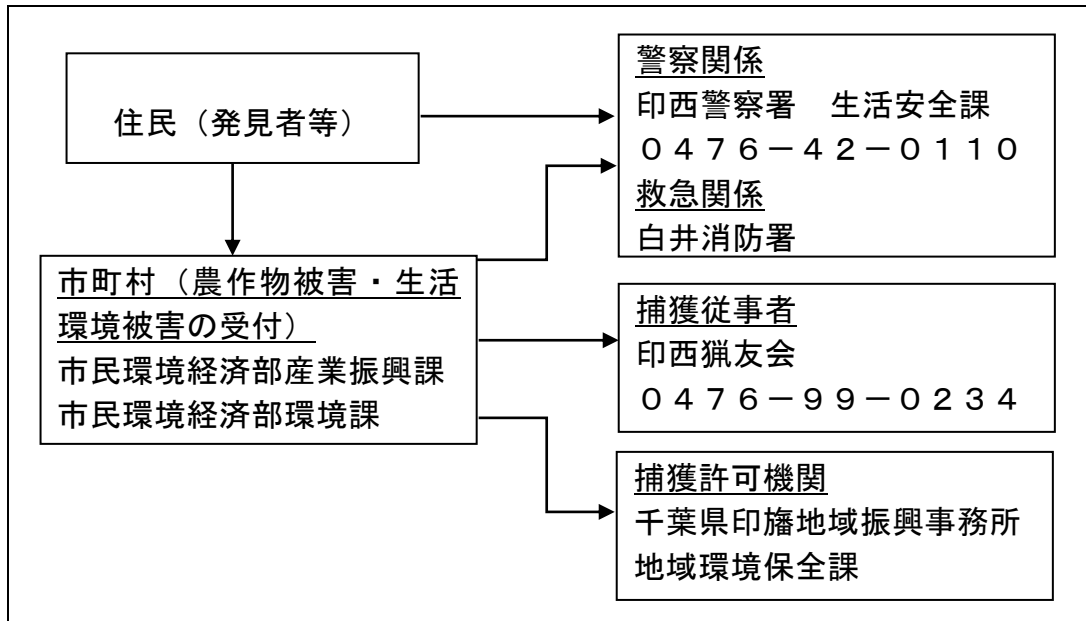 住民（発見者等）
市町村（農作物被害・生活
環境被害の受付）
市民環境経済部産業振興課
市民環境経済部環境課
警察関係
印西警察署　生活安全課
０４７６－４２－０１１０
救急関係
白井消防署
捕獲従事者
印西猟友会
０４７６－９９－０２３４
捕獲許可機関
千葉県印旛地域振興事務所
地域環境保全課